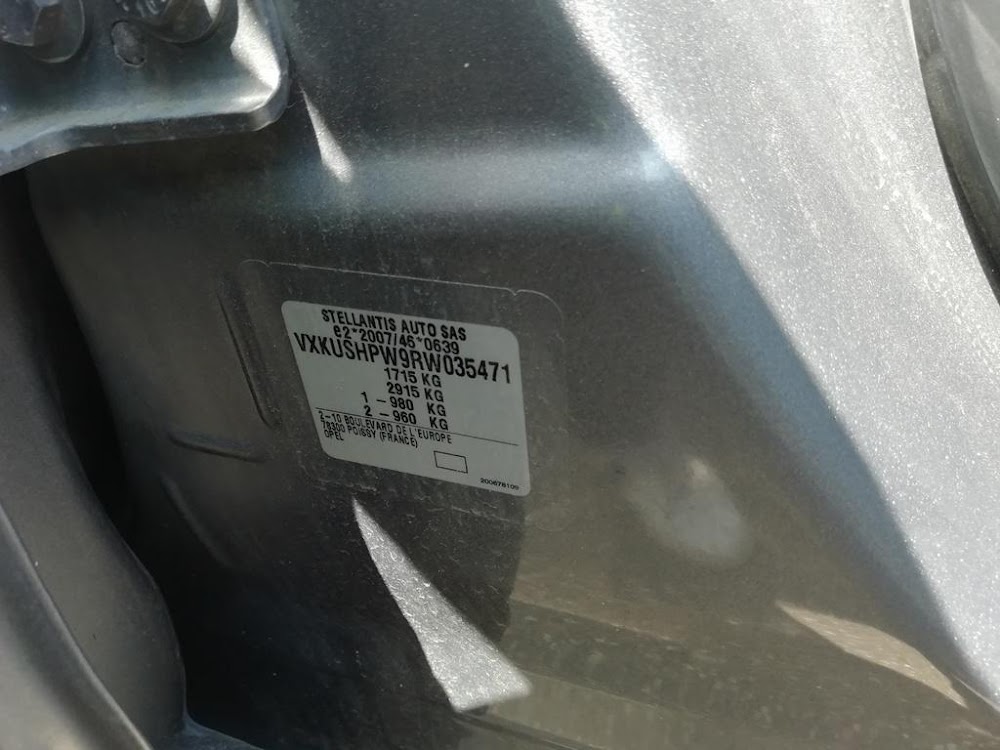 STELLANTIS AUTO SAS
e2*2007/46*0639
VXKUSHPW9RW035471
1715 KG
2915 KG
1 - 980 KG
2 - 960 KG
2-10 BOULEVARD DE L'EUROPE
78300 POISSY (FRANCE)
OPEL